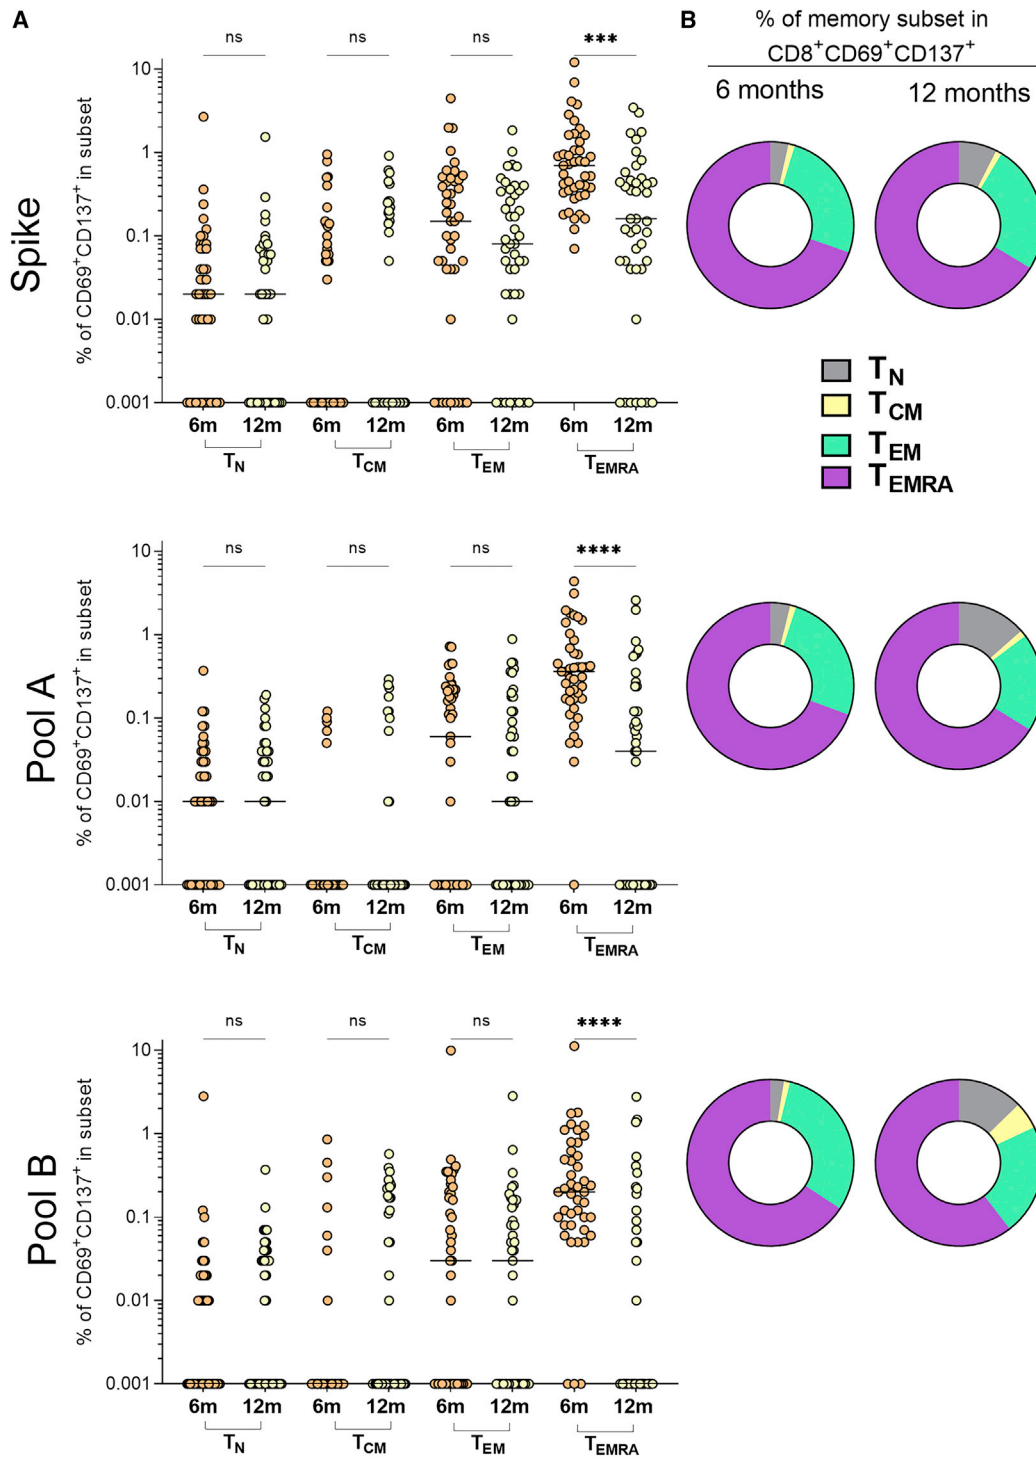 A
B
% of memory subset in
CD8+CD69+CD137+
6 months 12 months
Spike
% of CD69+CD137+ in subset
ns ns ns ***
10
1
0.1
0.01
0.001
6m 12m 6m 12m 6m 12m 6m 12m
TN TCM TEM TEMRA
TN
TCM
TEM
TEMRA
Pool A
% of CD69+CD137+ in subset
ns ns ns ****
10
1
0.1
0.01
0.001
6m 12m 6m 12m 6m 12m 6m 12m
TN TCM TEM TEMRA
Pool B
% of CD69+CD137+ in subset
ns ns ns ****
10
1
0.1
0.01
0.001
6m 12m 6m 12m 6m 12m 6m 12m
TN TCM TEM TEMRA